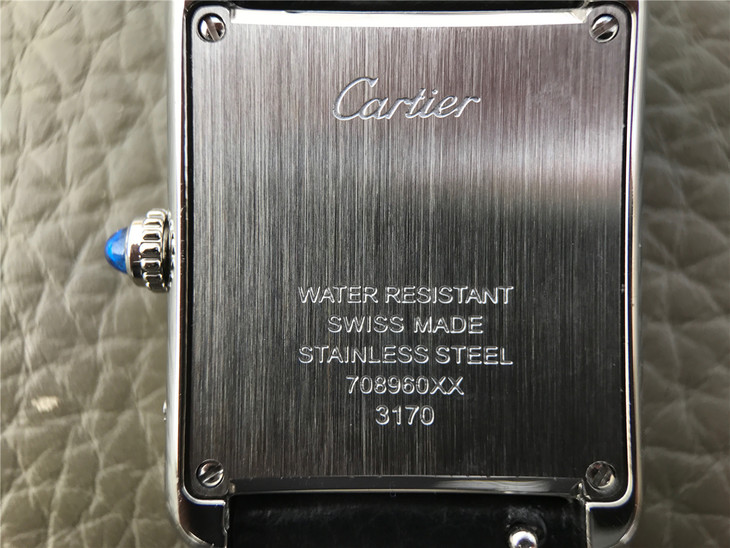 Cartier
WATER RESISTANT
SWISS MADE
STAINLESS STEEL
708960XX
3170